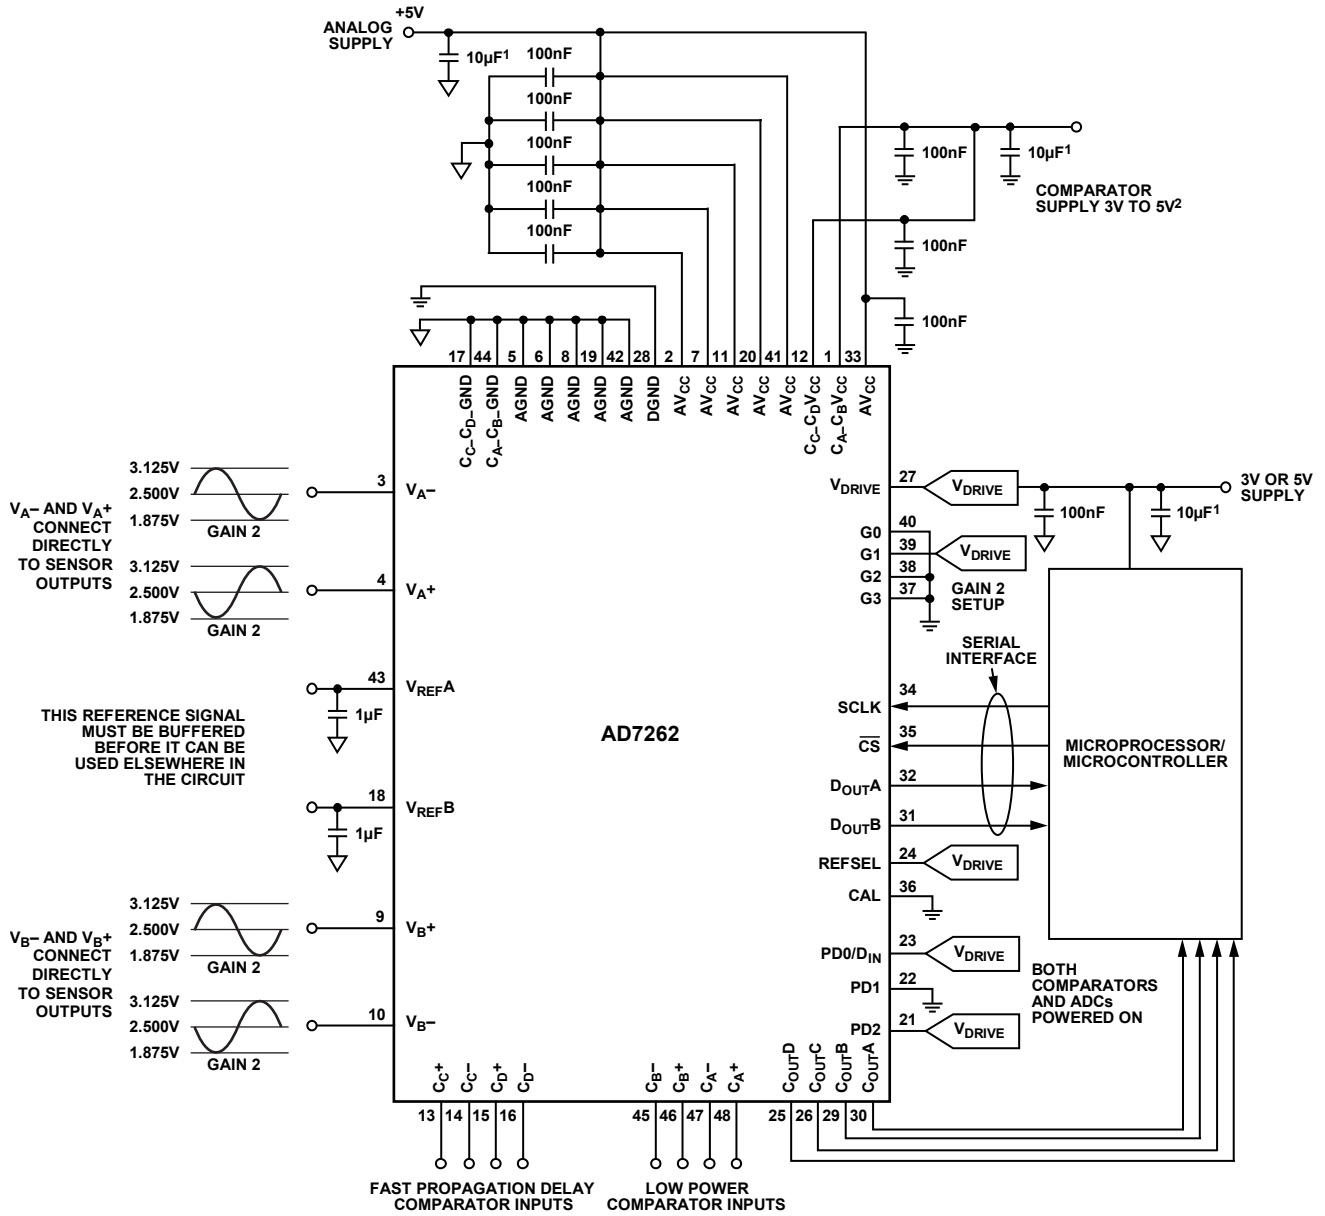 +5V
ANALOG
SUPPLY
10µF1
100nF
100nF
100nF
100nF
100nF
100nF
10µF1
COMPARATOR
SUPPLY 3V TO 5V2
100nF
100nF
17 44 5 6 8 19 42 28 2 7 11 20 41 12 1 33
CC–CD–GND
CA–CB–GND
AGND
AGND
AGND
AGND
AGND
DGND
AVCC
AVCC
AVCC
AVCC
AVCC
CC–CDVCC
CA–CBVCC
AVCC
3.125V
2.500V
1.875V
GAIN 2
3.125V
2.500V
1.875V
GAIN 2
VA– AND VA+
CONNECT
DIRECTLY
TO SENSOR
OUTPUTS
3
VA–
4
VA+
43
VREFA
1µF
THIS REFERENCE SIGNAL
MUST BE BUFFERED
BEFORE IT CAN BE
USED ELSEWHERE IN
THE CIRCUIT
18
VREFB
1µF
AD7262
3.125V
2.500V
1.875V
GAIN 2
3.125V
2.500V
1.875V
GAIN 2
VB– AND VB+
CONNECT
DIRECTLY
TO SENSOR
OUTPUTS
9
VB+
10
VB–
VDRIVE
27
VDRIVE
3V OR 5V
SUPPLY
100nF
10µF1
G0
40
G1
39
VDRIVE
G2
38
G3
37
GAIN 2
SETUP
SERIAL
INTERFACE
SCLK
34
CS
35
DOUTA
32
DOUTB
31
MICROPROCESSOR/
MICROCONTROLLER
REFSEL
24
VDRIVE
CAL
36
PD0/DIN
23
VDRIVE
PD1
22
PD2
21
VDRIVE
BOTH
COMPARATORS
AND ADCs
POWERED ON
CC+
CC–
CD+
CD–
CB–
CB+
CA–
CA+
COUTD
COUTC
COUTB
COUTA
13 14 15 16 45 46 47 48 25 26 29 30
FAST PROPAGATION DELAY
COMPARATOR INPUTS
LOW POWER
COMPARATOR INPUTS